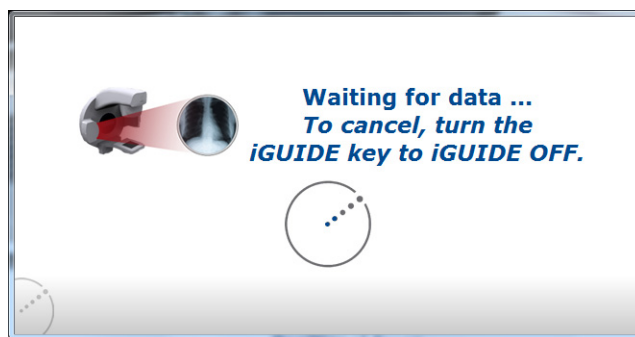 Waiting for data ...
To cancel, turn the
iGUIDE key to iGUIDE OFF.